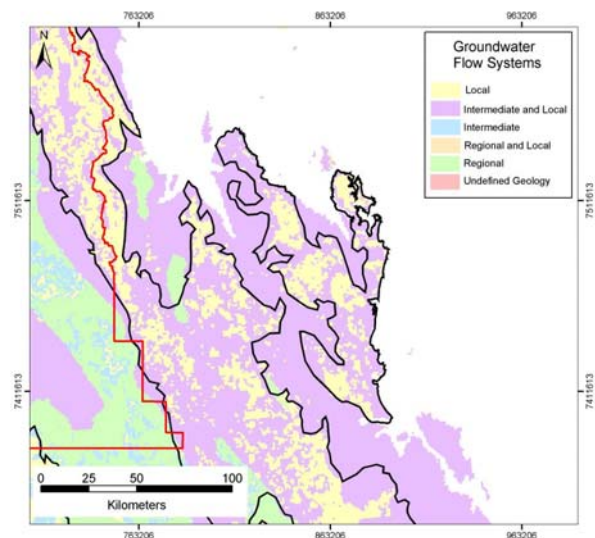 763206 863206 963206
N
Groundwater
Flow Systems
Local
Intermediate and Local
Intermediate
Regional and Local
Regional
Undefined Geology
7511613 7511613
7411613 7411613
0 25 50 100
Kilometers
763206 863206 963206